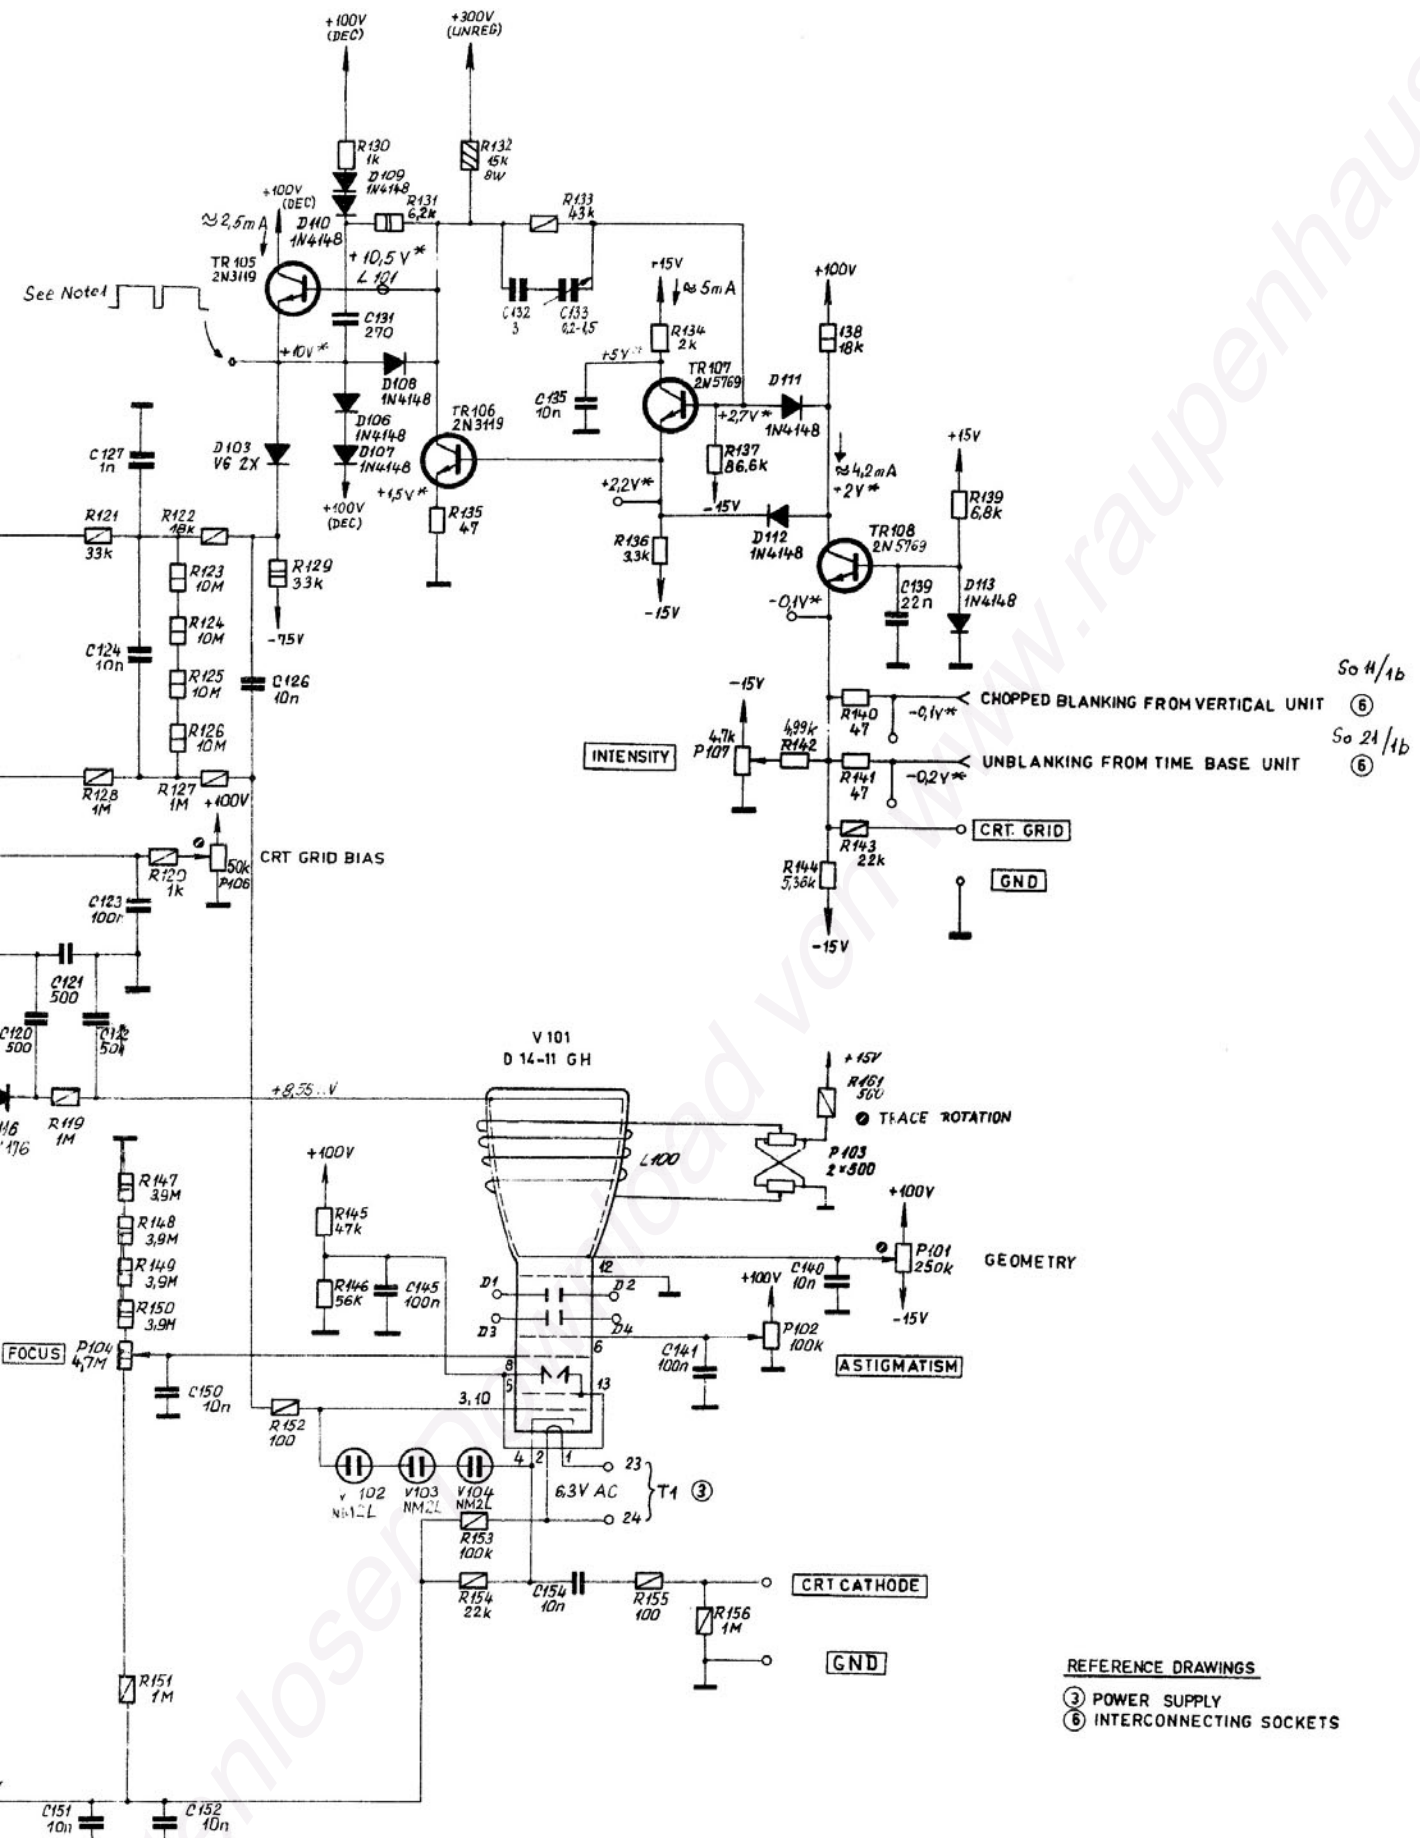 +100V
(DEC)
+300V
(UNREG)
R130
1k
D109
1N4148
R132
15k
8W
+100V
(DEC)
D110
1N4148
R131
6,2k
R133
43k
≈2,5mA
TR105
2N3119
+10,5V*
L101
C131
270
C132
3
C133
0,2-1,5
See Note1
+10V*
D108
1N4148
D106
1N4148
D107
1N4148
+100V
(DEC)
TR106
2N3119
+1,5V*
R135
47
≈5mA
R134
2k
+5V*
C135
10n
TR107
2N5769
+2,7V*
D111
1N4148
R137
86,6k
-15V
+2,2V*
R136
3,3k
-15V
D112
1N4148
+100V
138
18k
≈4,2mA
+2V*
TR108
2N5769
+15V
R139
6,8k
D113
1N4148
C139
22n
-0,1V*
C127
1n
D103
V6 2X
R121
33k
R122
18k
R123
10M
R124
10M
R125
10M
R126
10M
R129
33k
-75V
C124
10n
C126
10n
R128
1M
R127
1M
+100V
R120
1k
50k
P106
CRT GRID BIAS
C123
C121
500
C120
500
R119
1M
-15V
INTENSITY
4,7k
P107
4,99k
R142
R140
47
-0,1V*
CHOPPED BLANKING FROM VERTICAL UNIT
6
So 11/1b
R141
47
-0,2V*
UNBLANKING FROM TIME BASE UNIT
6
So 21/1b
R143
22k
CRT. GRID
R144
5,36k
-15V
GND
V101
D 14-11 GH
L100
+15V
R161
560
TRACE ROTATION
P103
2×500
+100V
P101
250k
-15V
GEOMETRY
C140
10n
+100V
P102
100k
C141
100n
ASTIGMATISM
+100V
R145
47k
R146
56K
C145
100n
12
D1
D2
D3
D4
6
8
5
13
3,10
4
2
1
R147
3,9M
R148
3,9M
R149
3,9M
R150
3,9M
FOCUS
P104
4,7M
C150
10n
R152
100
102
V103
V104
NM2L
6,3V AC
23
24
T1
3
R153
100k
R154
22k
C154
10n
R155
100
CRT CATHODE
R156
1M
GND
R151
1M
C151
10n
C152
10n
REFERENCE DRAWINGS
3 POWER SUPPLY
6 INTERCONNECTING SOCKETS
Download von www.raupenhaus